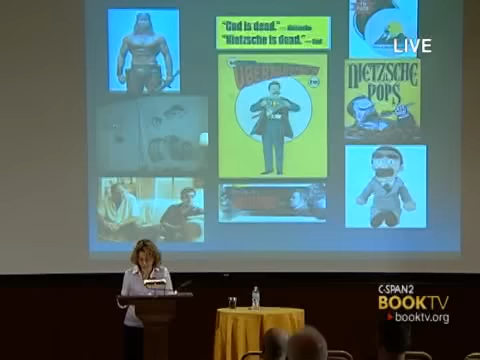 "God is dead." —Nietzsche
"Nietzsche is dead." —God
LIVE
NIETZSCHE
POPS
C-SPAN2
BOOKTV
booktv.org